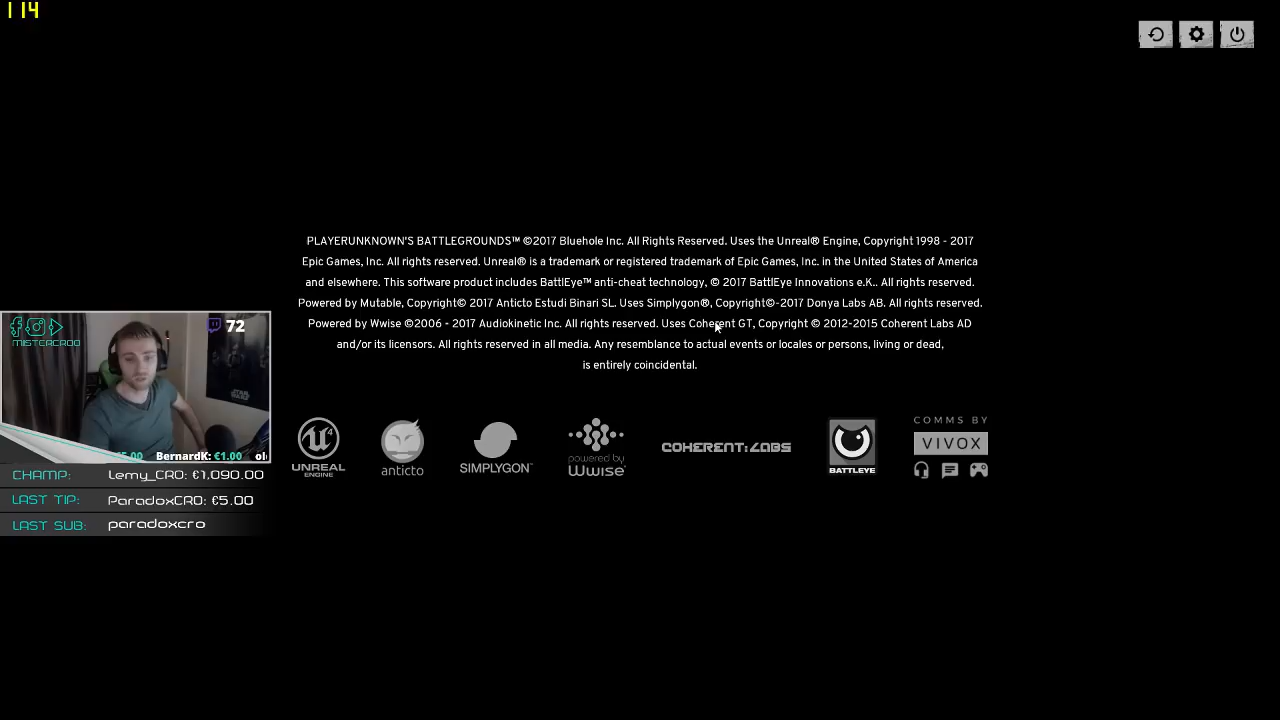 114
PLAYERUNKNOWN'S BATTLEGROUNDS™ ©2017 Bluehole Inc. All Rights Reserved. Uses the Unreal® Engine, Copyright 1998 - 2017
Epic Games, Inc. All rights reserved. Unreal® is a trademark or registered trademark of Epic Games, Inc. in the United States of America
and elsewhere. This software product includes BattlEye™ anti-cheat technology, © 2017 BattlEye Innovations e.K.. All rights reserved.
Powered by Mutable, Copyright© 2017 Anticto Estudi Binari SL. Uses Simplygon®, Copyright©-2017 Donya Labs AB. All rights reserved.
Powered by Wwise ©2006 - 2017 Audiokinetic Inc. All rights reserved. Uses Coherent GT, Copyright © 2012-2015 Coherent Labs AD
and/or its licensors. All rights reserved in all media. Any resemblance to actual events or locales or persons, living or dead,
is entirely coincidental.
72
MISTERCROO
STAR
WARS
5.00 BernardK: €1.00 ol
CHAMP: Lemy_CRO: €1,090.00
LAST TIP: ParadoxCRO: €5.00
LAST SUB: paradoxcro
UNREAL
ENGINE
anticto
SIMPLYGON™
powered by
Wwise
COHERENT:LABS
BATTLEYE
COMMS BY
VIVOX